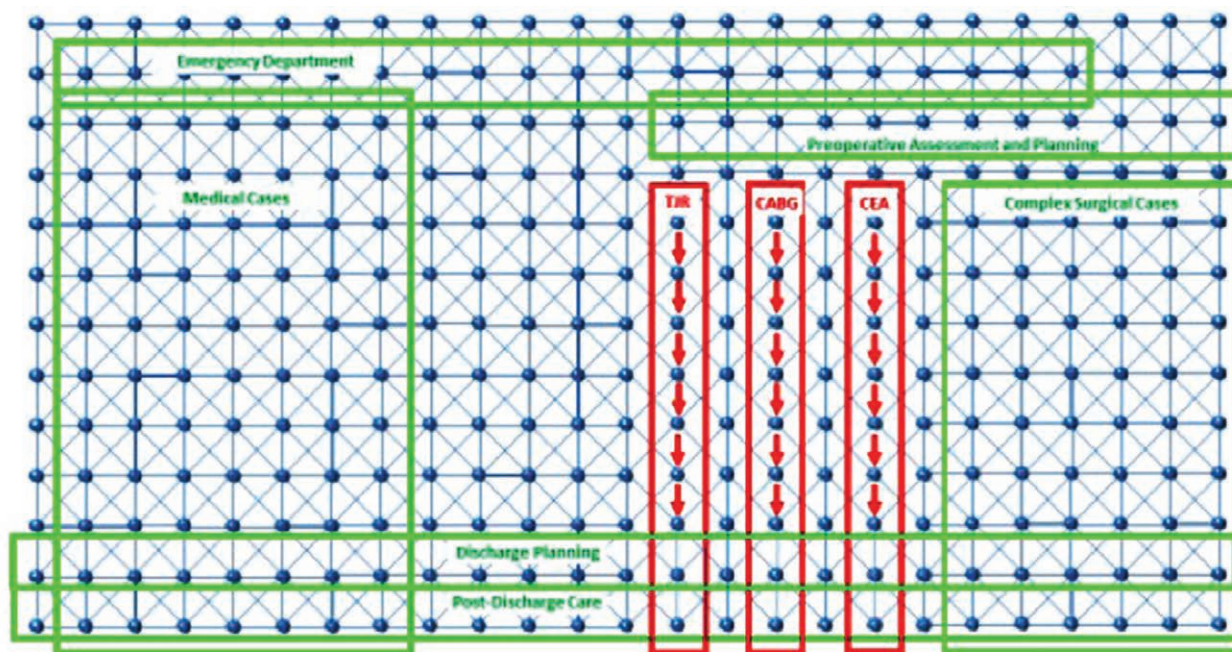 Emergency Department
Preoperative Assessment and Planning
Medical Cases
TJR
CABG
CEA
Complex Surgical Cases
Discharge Planning
Post-Discharge Care